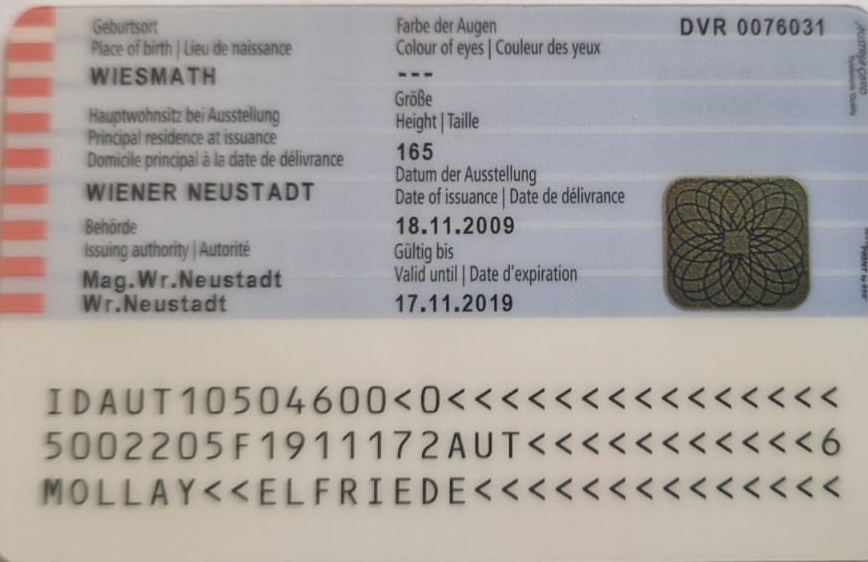 Geburtsort
Place of birth | Lieu de naissance
WIESMATH
Hauptwohnsitz bei Ausstellung
Principal residence at issuance
Domicile principal à la date de délivrance
WIENER NEUSTADT
Behörde
Issuing authority | Autorité
Mag.Wr.Neustadt
Wr.Neustadt
Farbe der Augen
Colour of eyes | Couleur des yeux
---
Größe
Height | Taille
165
Datum der Ausstellung
Date of issuance | Date de délivrance
18.11.2009
Gültig bis
Valid until | Date d'expiration
17.11.2019
DVR 0076031
IDAUT10504600<0<<<<<<<<<<<<<<<
5002205F1911172AUT<<<<<<<<<<<6
MOLLAY<<ELFRIEDE<<<<<<<<<<<<<<